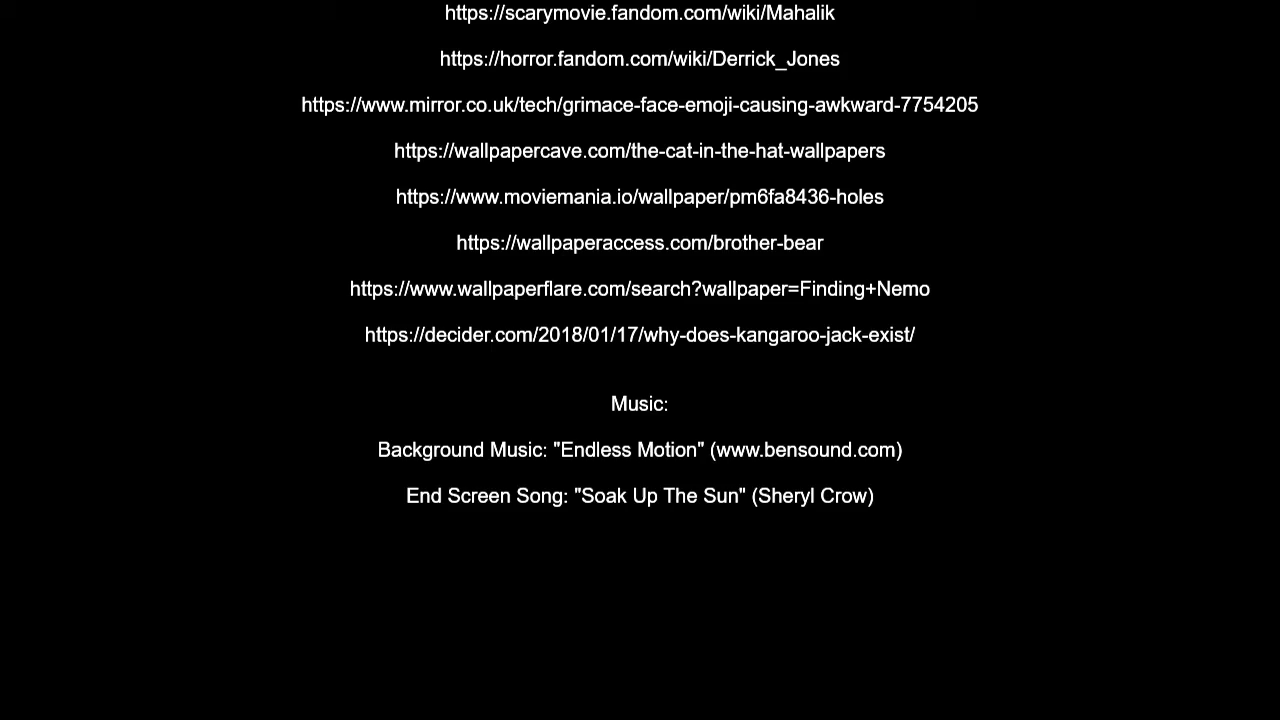 https://scarymovie.fandom.com/wiki/Mahalik
https://horror.fandom.com/wiki/Derrick_Jones
https://www.mirror.co.uk/tech/grimace-face-emoji-causing-awkward-7754205
https://wallpapercave.com/the-cat-in-the-hat-wallpapers
https://www.moviemania.io/wallpaper/pm6fa8436-holes
https://wallpaperaccess.com/brother-bear
https://www.wallpaperflare.com/search?wallpaper=Finding+Nemo
https://decider.com/2018/01/17/why-does-kangaroo-jack-exist/
Music:
Background Music: "Endless Motion" (www.bensound.com)
End Screen Song: "Soak Up The Sun" (Sheryl Crow)